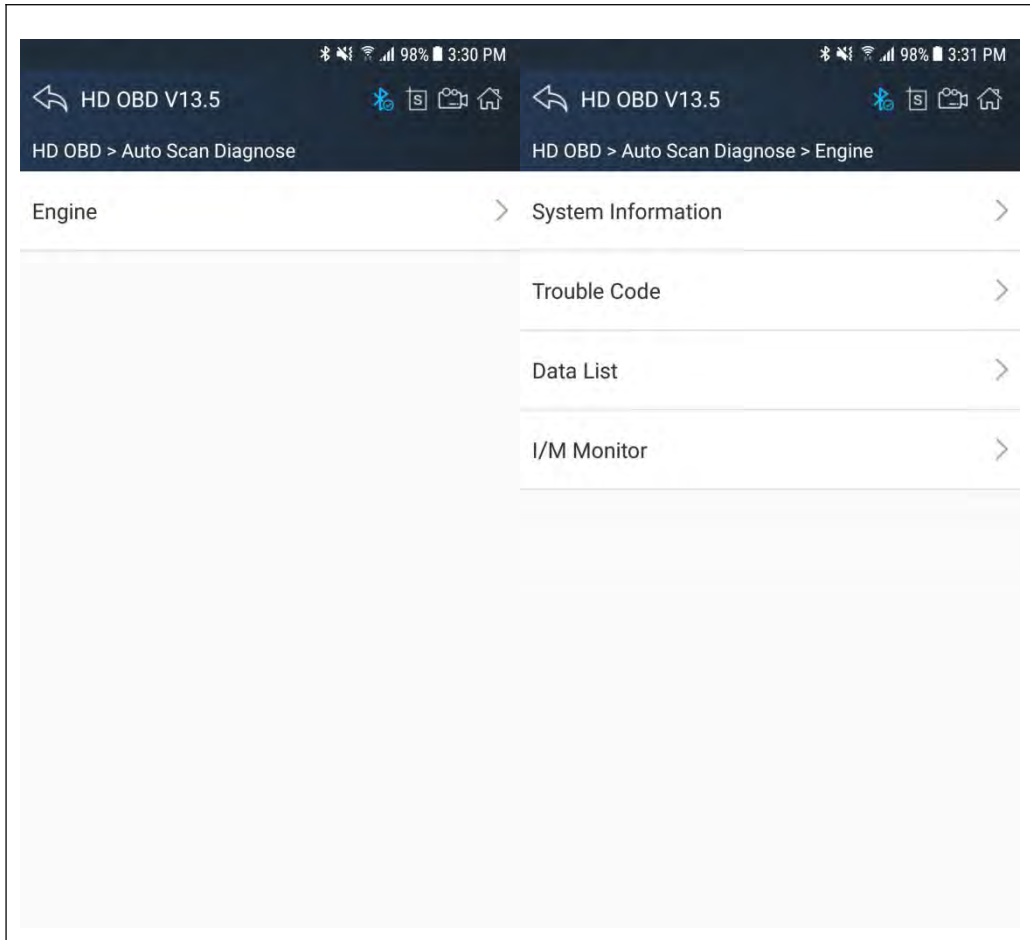 98% 3:30 PM
HD OBD V13.5
S
HD OBD > Auto Scan Diagnose
Engine
98% 3:31 PM
HD OBD V13.5
S
HD OBD > Auto Scan Diagnose > Engine
System Information
Trouble Code
Data List
I/M Monitor